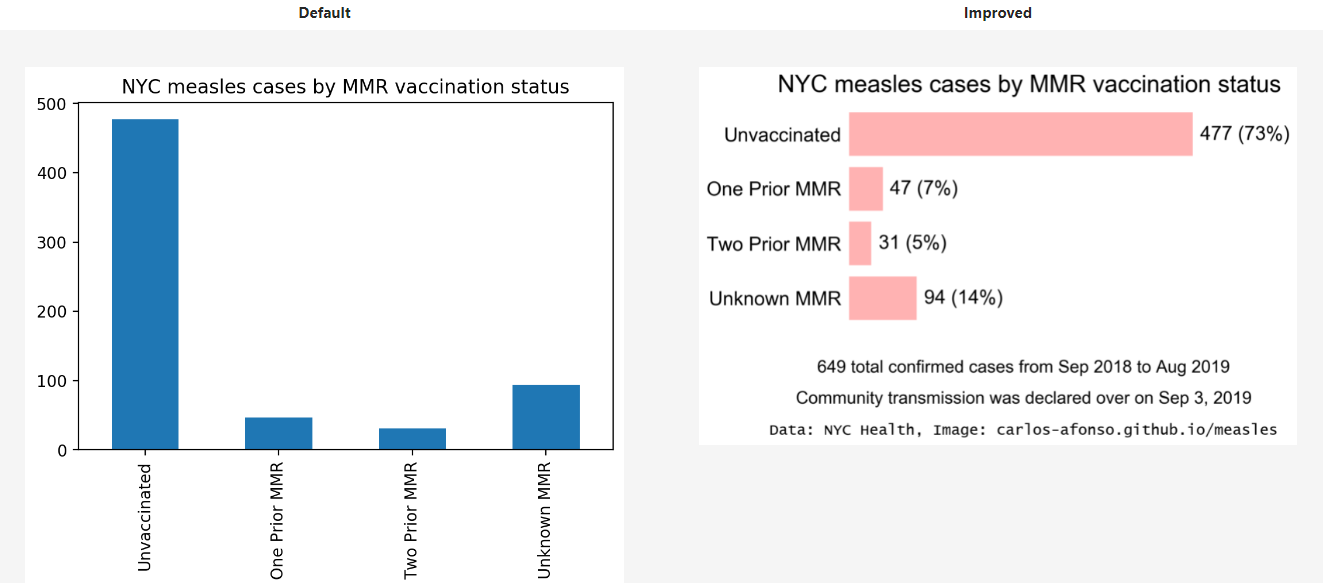 Default
Improved
NYC measles cases by MMR vaccination status
500
400
300
200
100
0
Unvaccinated
One Prior MMR
Two Prior MMR
Unknown MMR
NYC measles cases by MMR vaccination status
Unvaccinated 477 (73%)
One Prior MMR 47 (7%)
Two Prior MMR 31 (5%)
Unknown MMR 94 (14%)
649 total confirmed cases from Sep 2018 to Aug 2019
Community transmission was declared over on Sep 3, 2019
Data: NYC Health, Image: carlos-afonso.github.io/measles